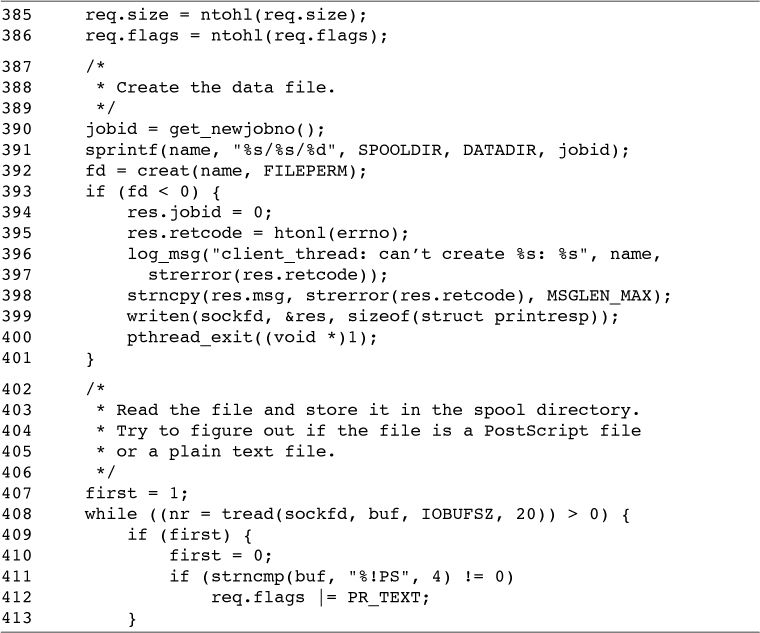 385     req.size = ntohl(req.size);
386     req.flags = ntohl(req.flags);
387     /*
388      * Create the data file.
389      */
390     jobid = get_newjobno();
391     sprintf(name, "%s/%s/%d", SPOOLDIR, DATADIR, jobid);
392     fd = creat(name, FILEPERM);
393     if (fd < 0) {
394         res.jobid = 0;
395         res.retcode = htonl(errno);
396         log_msg("client_thread: can’t create %s: %s", name,
397           strerror(res.retcode));
398         strncpy(res.msg, strerror(res.retcode), MSGLEN_MAX);
399         writen(sockfd, &res, sizeof(struct printresp));
400         pthread_exit((void *)1);
401     }
402     /*
403      * Read the file and store it in the spool directory.
404      * Try to figure out if the file is a PostScript file
405      * or a plain text file.
406      */
407     first = 1;
408     while ((nr = tread(sockfd, buf, IOBUFSZ, 20)) > 0) {
409         if (first) {
410             first = 0;
411             if (strncmp(buf, "%!PS", 4) != 0)
412                 req.flags |= PR_TEXT;
413         }